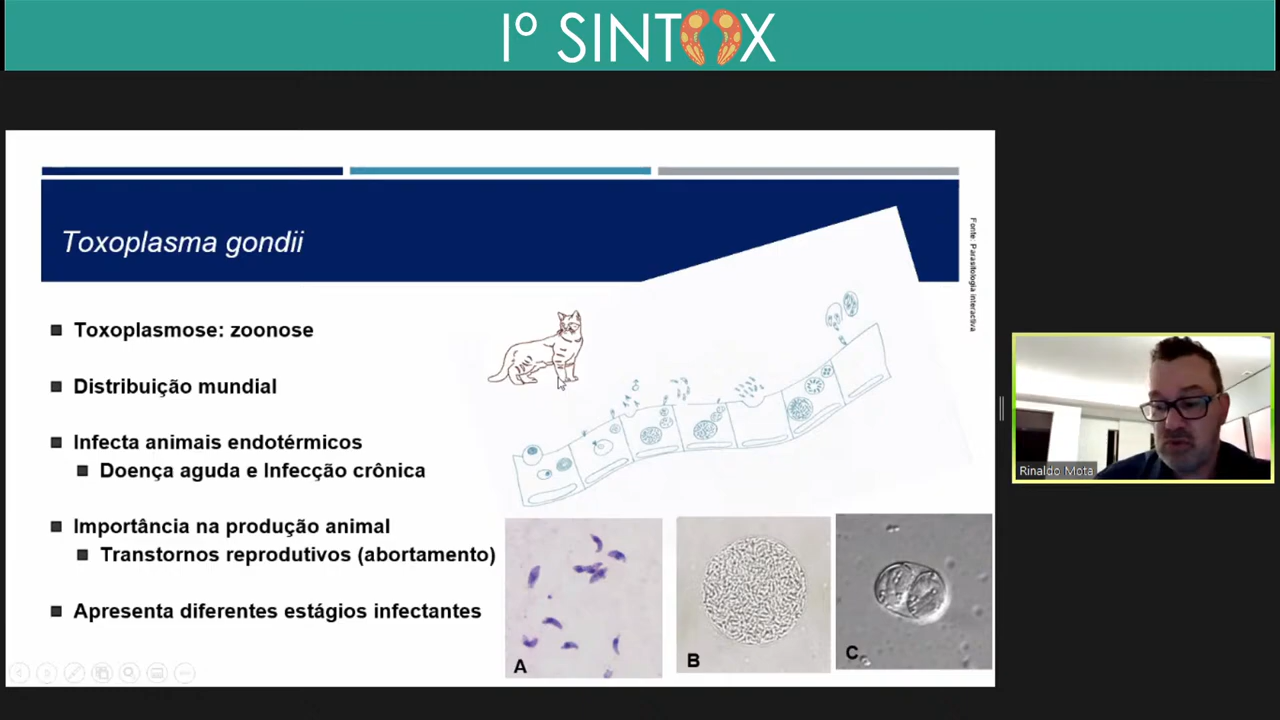 Iº SINTOX
Toxoplasma gondii
Fonte: Parasitologia interactiva
Toxoplasmose: zoonose
Distribuição mundial
Infecta animais endotérmicos
Doença aguda e Infecção crônica
Importância na produção animal
Transtornos reprodutivos (abortamento)
Apresenta diferentes estágios infectantes
A
B
C
Rinaldo Mota